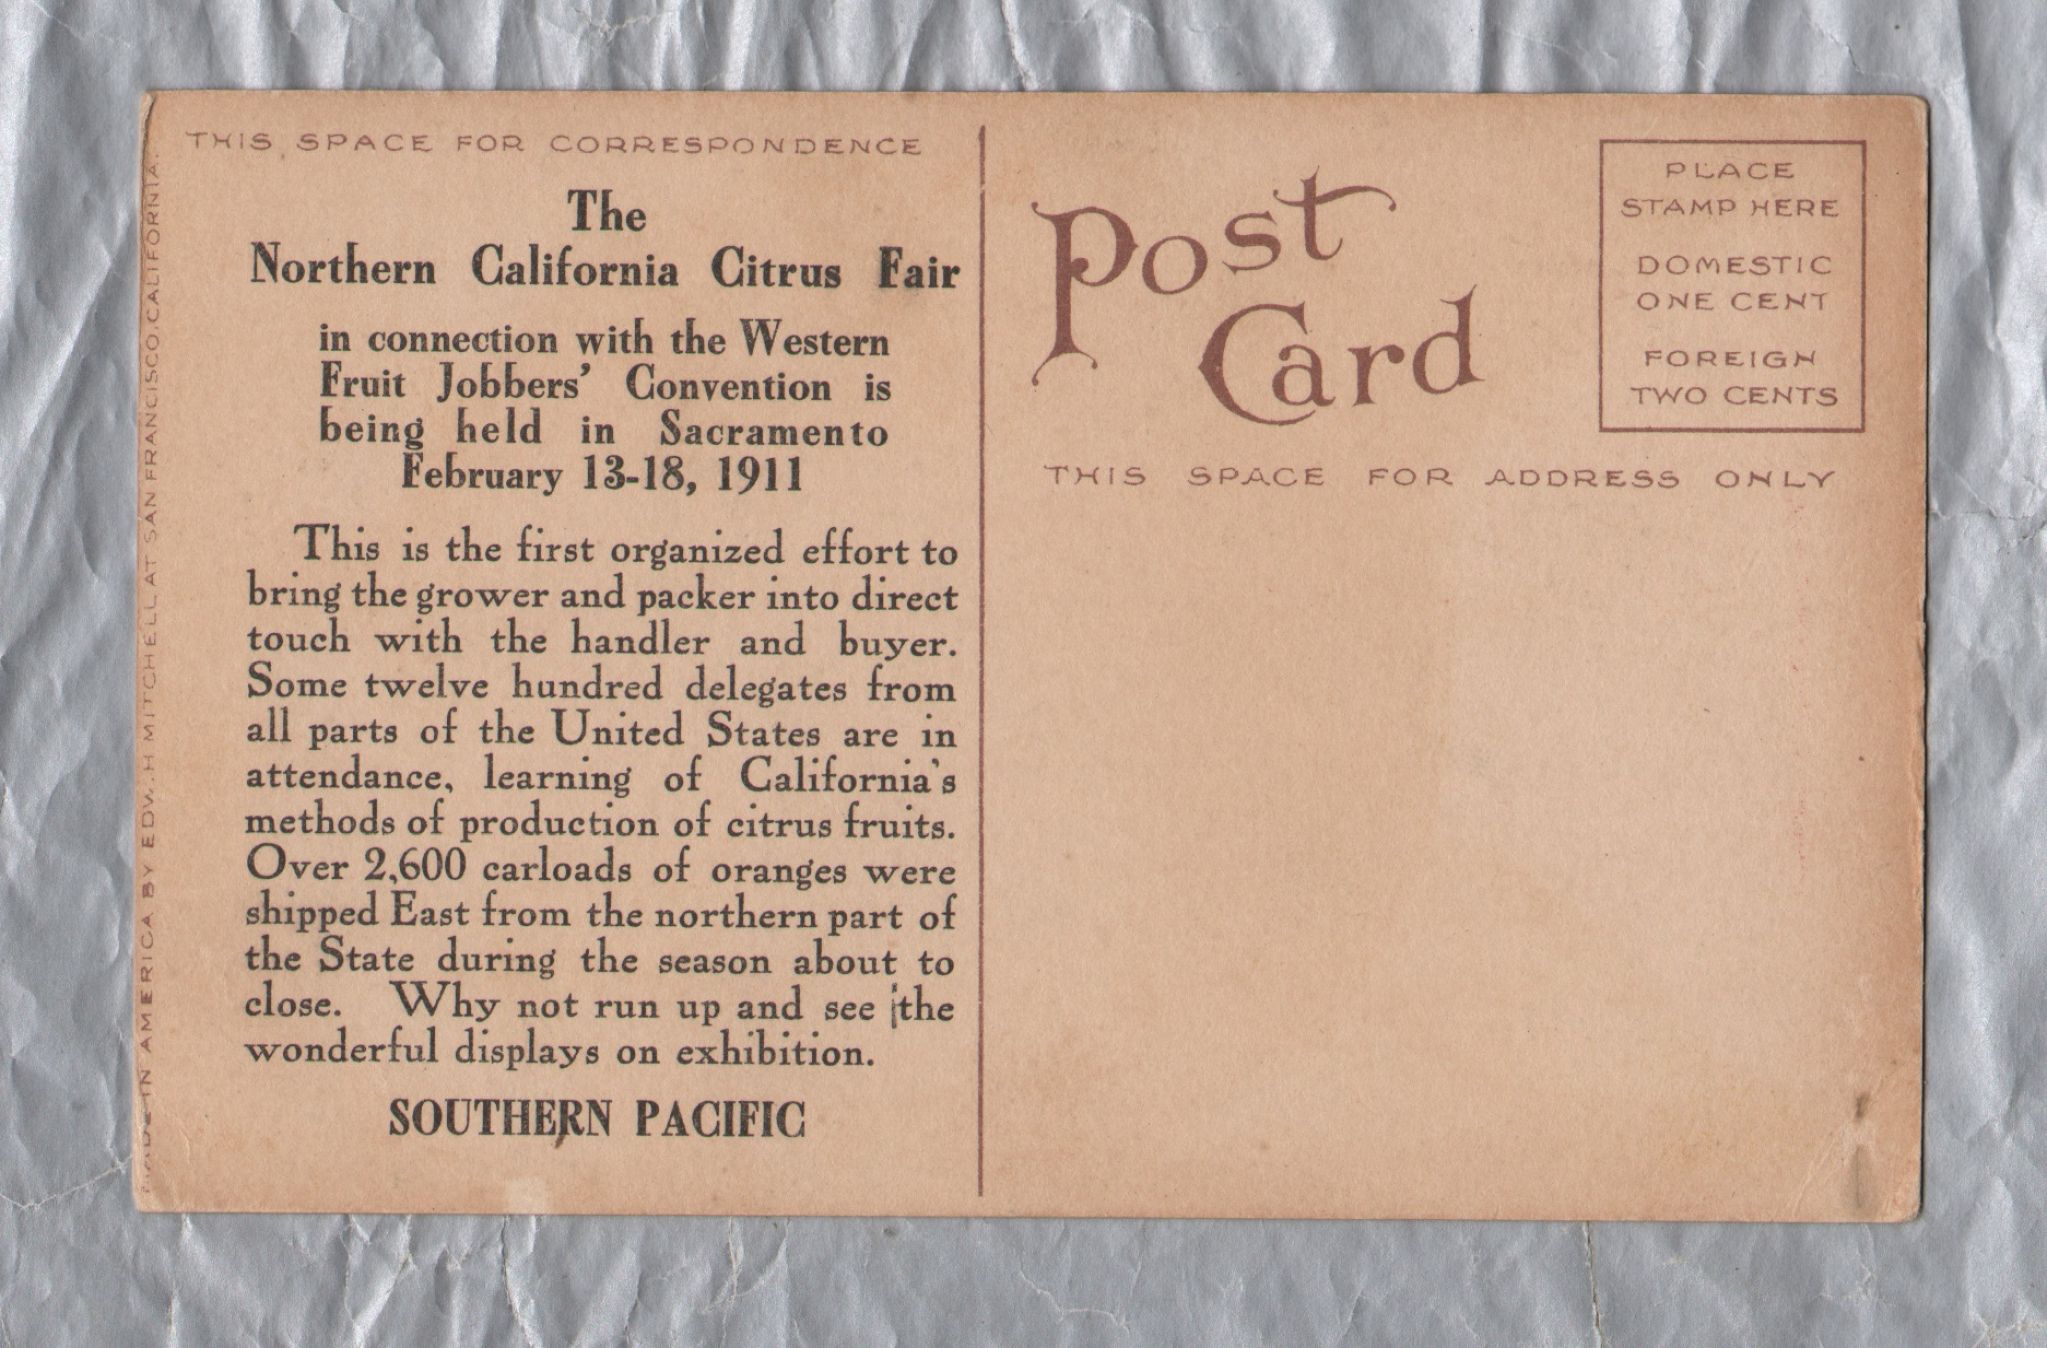 THIS SPACE FOR CORRESPONDENCE
The
Northern California Citrus Fair
in connection with the Western
Fruit Jobbers' Convention is
being held in Sacramento
February 13-18, 1911
This is the first organized effort to
bring the grower and packer into direct
touch with the handler and buyer.
Some twelve hundred delegates from
all parts of the United States are in
attendance, learning of California's
methods of production of citrus fruits.
Over 2,600 carloads of oranges were
shipped East from the northern part of
the State during the season about to
close. Why not run up and see the
wonderful displays on exhibition.
SOUTHERN PACIFIC
MADE IN AMERICA BY EDW. H MITCHELL AT SAN FRANCISCO, CALIFORNIA.
Post
Card
PLACE
STAMP HERE
DOMESTIC
ONE CENT
FOREIGN
TWO CENTS
THIS SPACE FOR ADDRESS ONLY